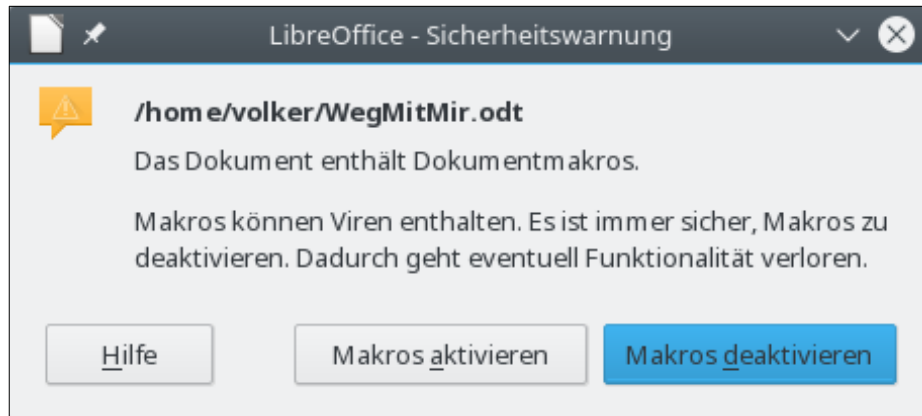 LibreOffice - Sicherheitswarnung
/home/volker/WegMitMir.odt
Das Dokument enthält Dokumentmakros.
Makros können Viren enthalten. Es ist immer sicher, Makros zu
deaktivieren. Dadurch geht eventuell Funktionalität verloren.
Hilfe Makros aktivieren Makros deaktivieren